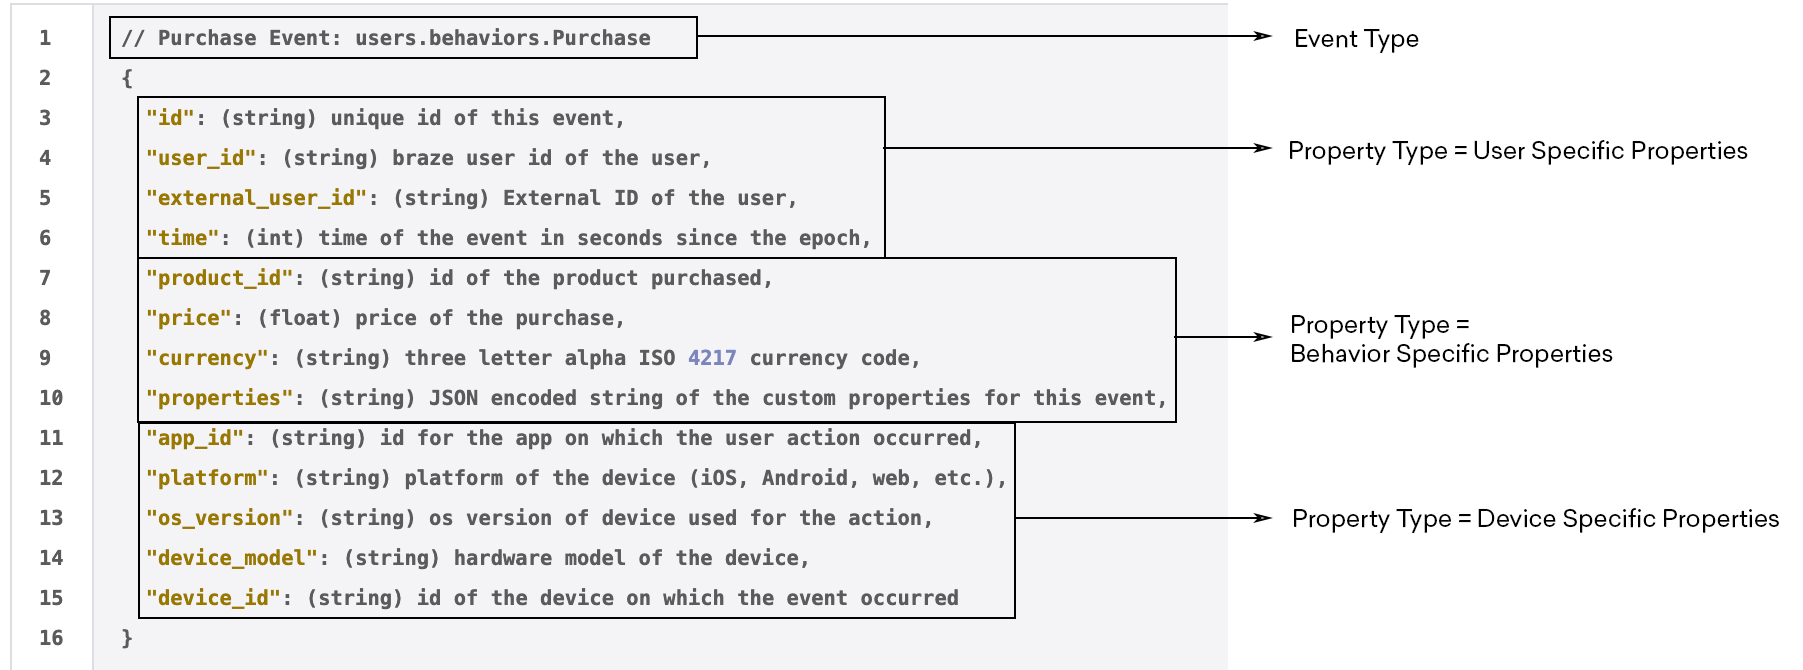 1 // Purchase Event: users.behaviors.Purchase
Event Type
2 {
3 "id": (string) unique id of this event,
4 "user_id": (string) braze user id of the user,
Property Type = User Specific Properties
5 "external_user_id": (string) External ID of the user,
6 "time": (int) time of the event in seconds since the epoch,
7 "product_id": (string) id of the product purchased,
8 "price": (float) price of the purchase,
Property Type =
Behavior Specific Properties
9 "currency": (string) three letter alpha ISO 4217 currency code,
10 "properties": (string) JSON encoded string of the custom properties for this event,
11 "app_id": (string) id for the app on which the user action occurred,
12 "platform": (string) platform of the device (iOS, Android, web, etc.),
13 "os_version": (string) os version of device used for the action,
Property Type = Device Specific Properties
14 "device_model": (string) hardware model of the device,
15 "device_id": (string) id of the device on which the event occurred
16 }